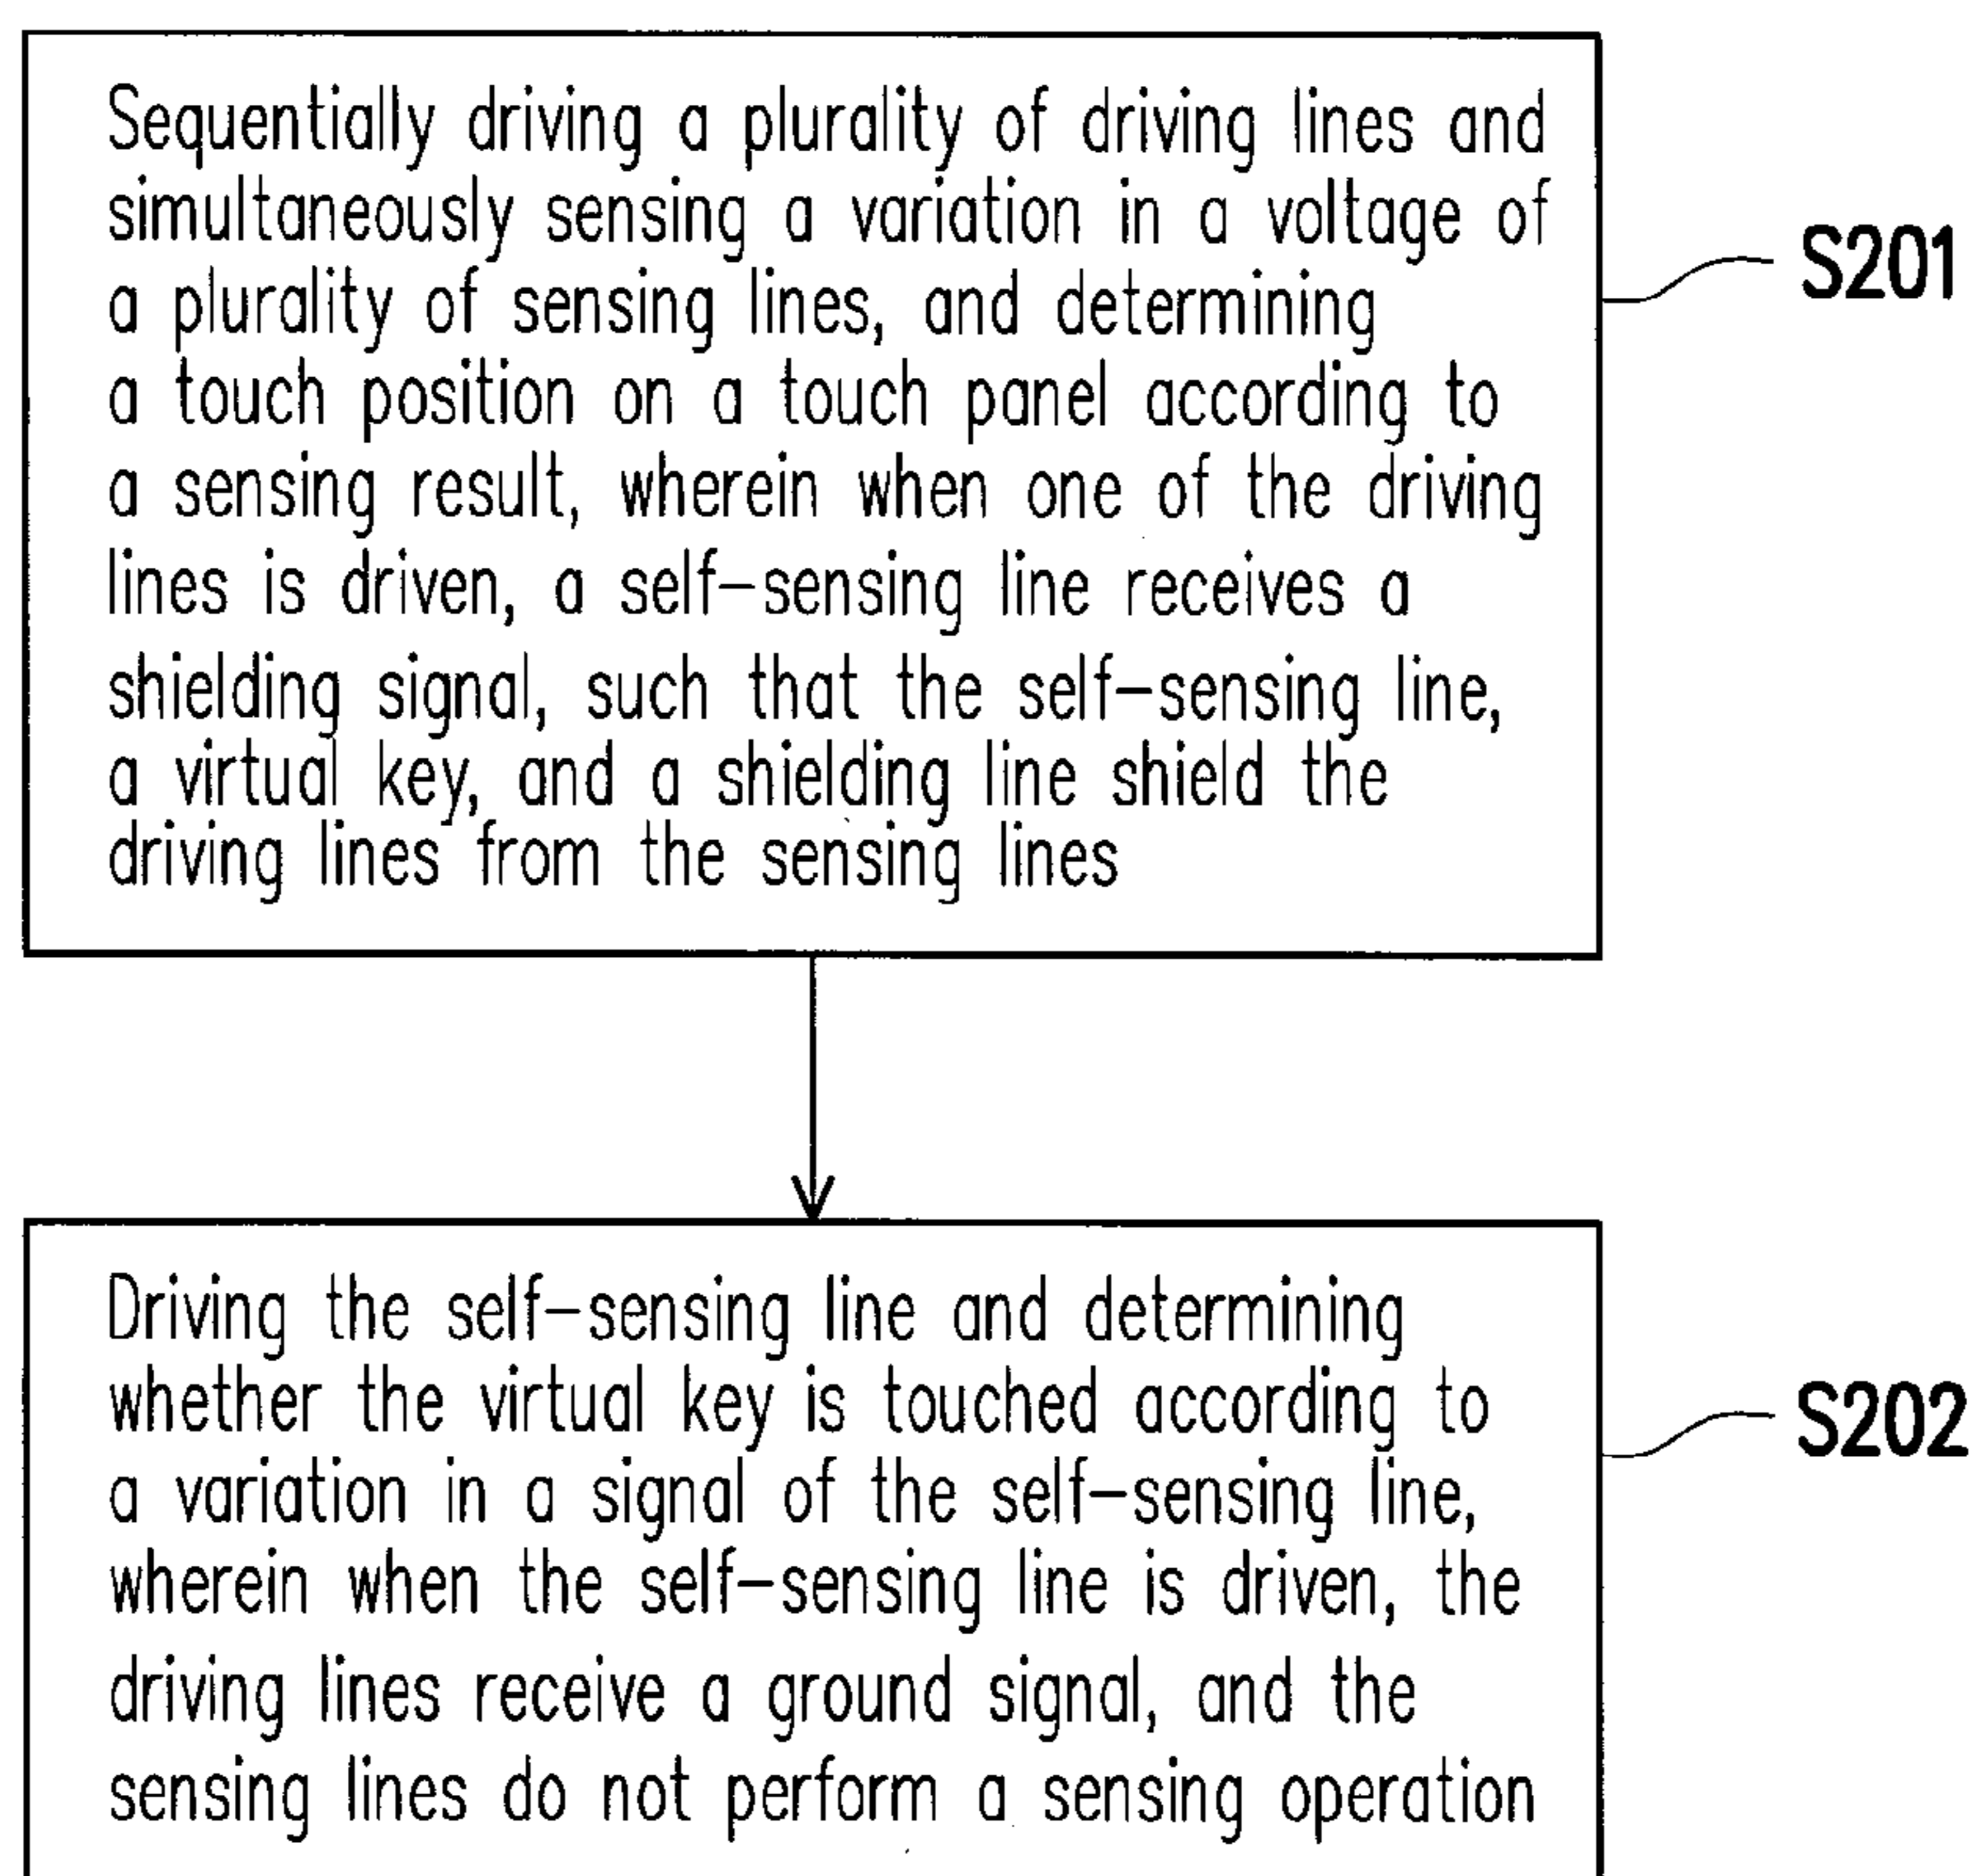 Sequentially driving a plurality of driving lines and
simultaneously sensing a variation in a voltage of
a plurality of sensing lines, and determining
a touch position on a touch panel according to
a sensing result, wherein when one of the driving
lines is driven, a self-sensing line receives a
shielding signal, such that the self-sensing line,
a virtual key, and a shielding line shield the
driving lines from the sensing lines
S201
Driving the self-sensing line and determining
whether the virtual key is touched according to
a variation in a signal of the self-sensing line,
wherein when the self-sensing line is driven, the
driving lines receive a ground signal, and the
sensing lines do not perform a sensing operation
S202